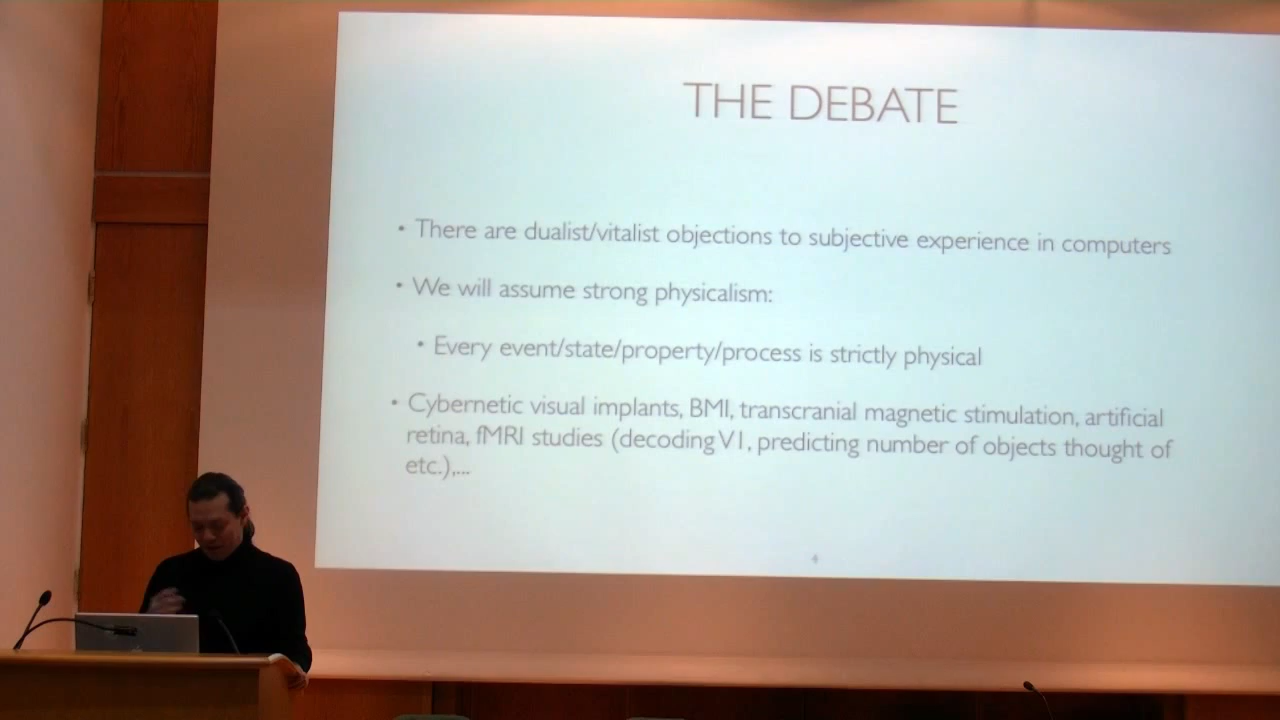 THE DEBATE
• There are dualist/vitalist objections to subjective experience in computers
• We will assume strong physicalism:
• Every event/state/property/process is strictly physical
• Cybernetic visual implants, BMI, transcranial magnetic stimulation, artificial
retina, fMRI studies (decoding V1, predicting number of objects thought of
etc.),...
4